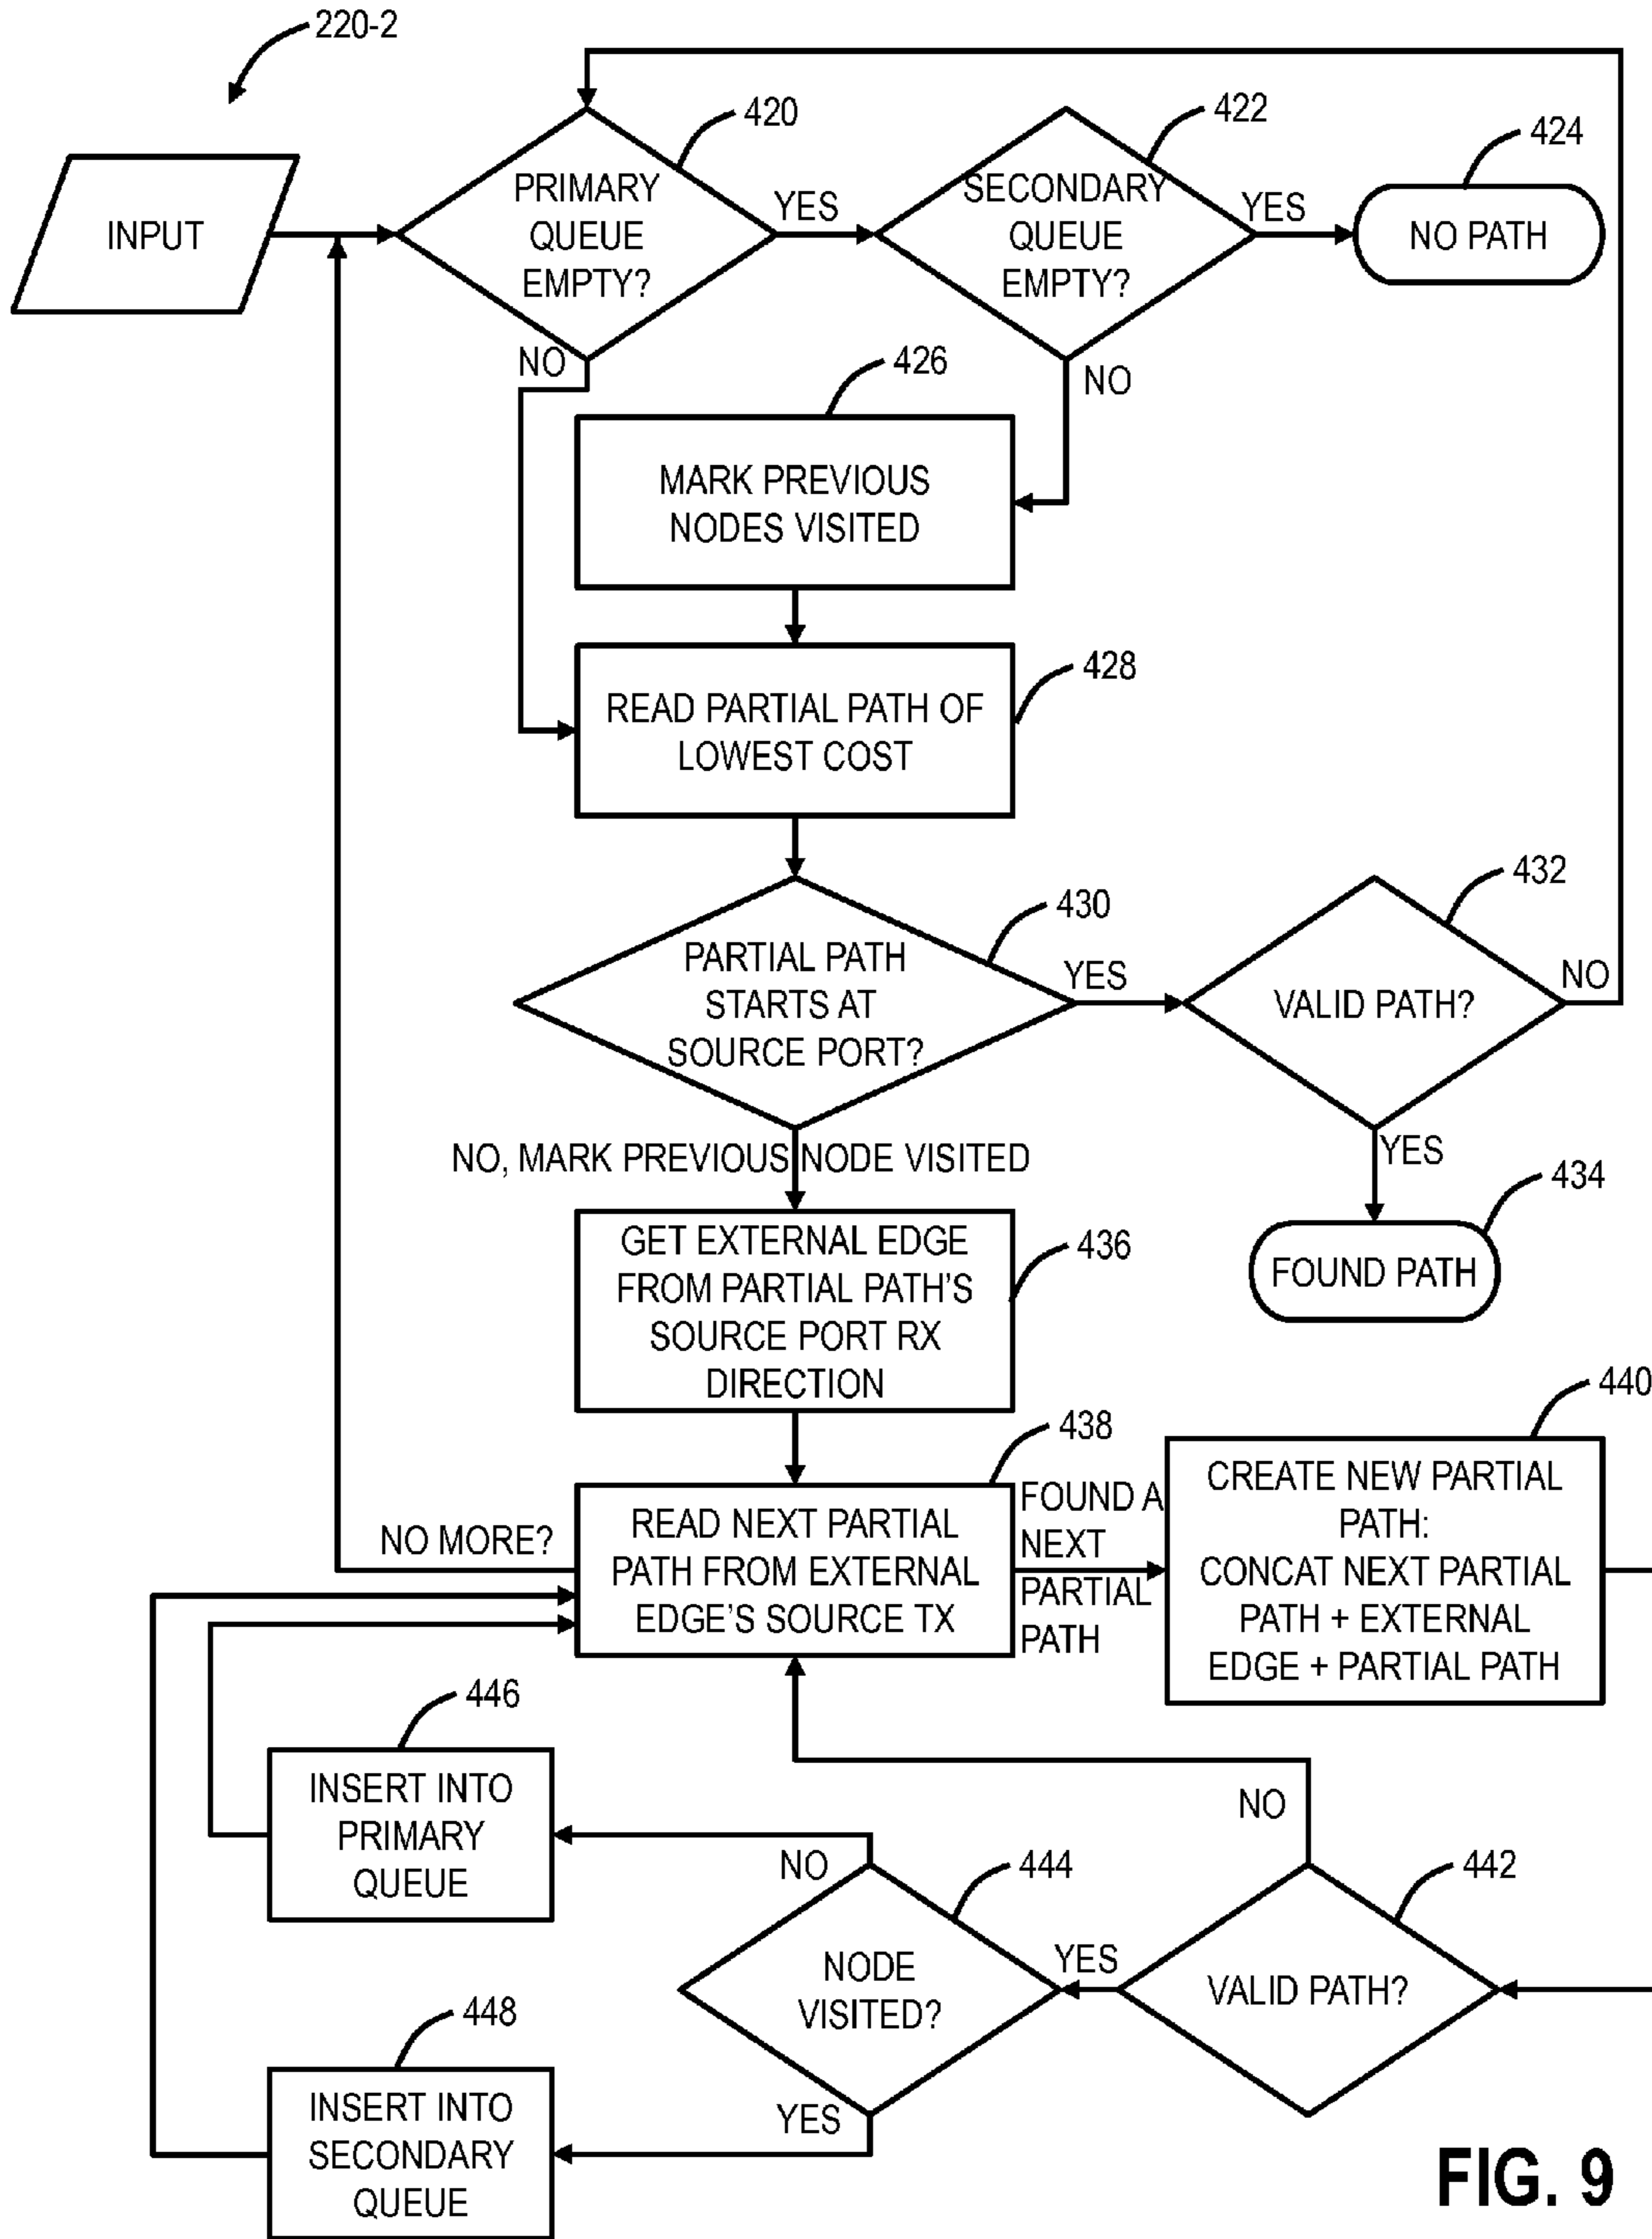 220-2
INPUT
420
PRIMARY
QUEUE
EMPTY?
YES
NO
422
SECONDARY
QUEUE
EMPTY?
YES
NO
424
NO PATH
426
MARK PREVIOUS
NODES VISITED
428
READ PARTIAL PATH OF
LOWEST COST
430
PARTIAL PATH
STARTS AT
SOURCE PORT?
YES
432
VALID PATH?
NO
YES
434
FOUND PATH
NO, MARK PREVIOUS NODE VISITED
436
GET EXTERNAL EDGE
FROM PARTIAL PATH'S
SOURCE PORT RX
DIRECTION
438
READ NEXT PARTIAL
PATH FROM EXTERNAL
EDGE'S SOURCE TX
NO MORE?
FOUND A
NEXT
PARTIAL
PATH
440
CREATE NEW PARTIAL
PATH:
CONCAT NEXT PARTIAL
PATH + EXTERNAL
EDGE + PARTIAL PATH
442
VALID PATH?
NO
YES
444
NODE
VISITED?
NO
YES
446
INSERT INTO
PRIMARY
QUEUE
448
INSERT INTO
SECONDARY
QUEUE
FIG. 9